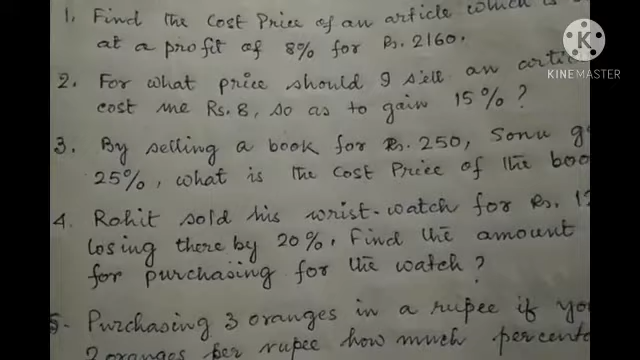 1. Find the Cost Price of an article which is
at a profit of 8% for Rs. 2160.
2. For what price should I sell an
cost me Rs. 8, so as to gain 15%?
3. By selling a book for Rs. 250, Sonu
25%, what is the Cost Price of the
4. Rohit sold his wrist-watch for Rs.
losing there by 20%. Find the amount
for purchasing for the watch?
5. Purchasing 3 oranges in a rupee if
2 oranges per rupee how much
KINEMASTER